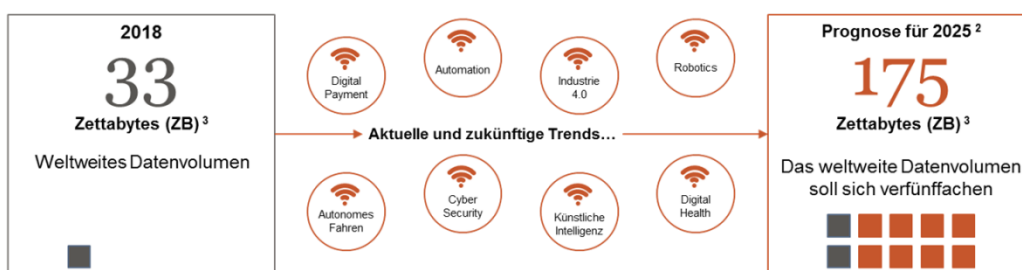 2018
33
Zettabytes (ZB) ³
Weltweites Datenvolumen
Digital
Payment
Automation
Industrie
4.0
Robotics
Aktuelle und zukünftige Trends...
Autonomes
Fahren
Cyber
Security
Künstliche
Intelligenz
Digital
Health
Prognose für 2025 ²
175
Zettabytes (ZB) ³
Das weltweite Datenvolumen
soll sich verfünffachen